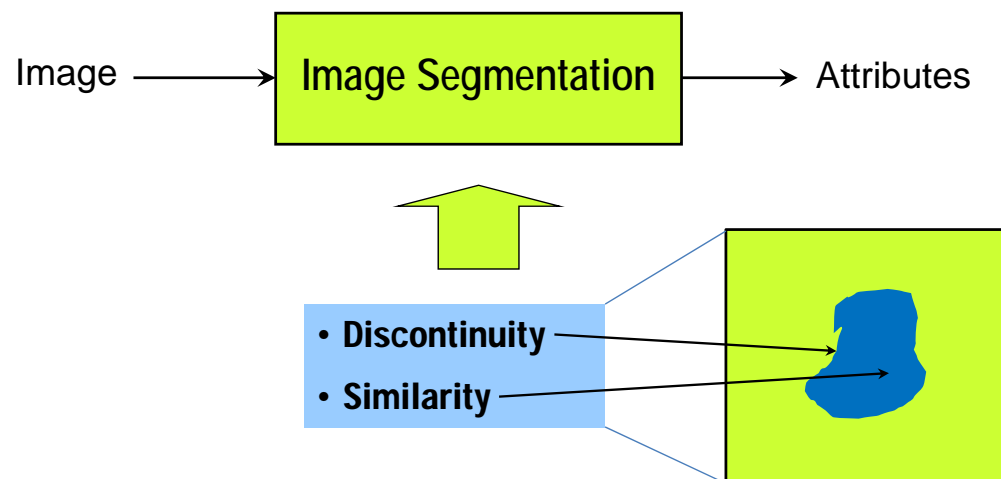 Image
Image Segmentation
Attributes
• Discontinuity
• Similarity